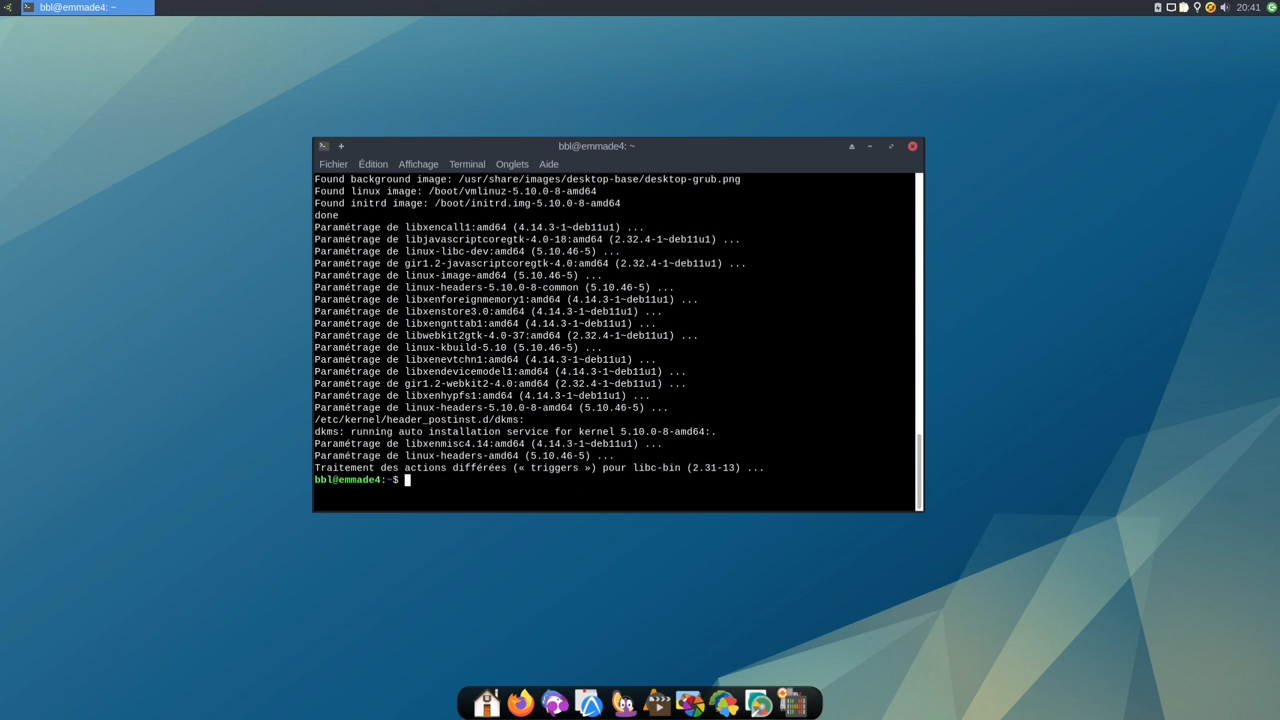 bbl@emmade4: ~
20:41
bbl@emmade4: ~
Fichier Édition Affichage Terminal Onglets Aide
Found background image: /usr/share/images/desktop-base/desktop-grub.png
Found linux image: /boot/vmlinuz-5.10.0-8-amd64
Found initrd image: /boot/initrd.img-5.10.0-8-amd64
done
Paramétrage de libxencall1:amd64 (4.14.3-1~deb11u1) ...
Paramétrage de libjavascriptcoregtk-4.0-18:amd64 (2.32.4-1~deb11u1) ...
Paramétrage de linux-libc-dev:amd64 (5.10.46-5) ...
Paramétrage de gir1.2-javascriptcoregtk-4.0:amd64 (2.32.4-1~deb11u1) ...
Paramétrage de linux-image-amd64 (5.10.46-5) ...
Paramétrage de linux-headers-5.10.0-8-common (5.10.46-5) ...
Paramétrage de libxenforeignmemory1:amd64 (4.14.3-1~deb11u1) ...
Paramétrage de libxenstore3.0:amd64 (4.14.3-1~deb11u1) ...
Paramétrage de libxengnttab1:amd64 (4.14.3-1~deb11u1) ...
Paramétrage de libwebkit2gtk-4.0-37:amd64 (2.32.4-1~deb11u1) ...
Paramétrage de linux-kbuild-5.10 (5.10.46-5) ...
Paramétrage de libxenevtchn1:amd64 (4.14.3-1~deb11u1) ...
Paramétrage de libxendevicemodel1:amd64 (4.14.3-1~deb11u1) ...
Paramétrage de gir1.2-webkit2-4.0:amd64 (2.32.4-1~deb11u1) ...
Paramétrage de libxenhypfs1:amd64 (4.14.3-1~deb11u1) ...
Paramétrage de linux-headers-5.10.0-8-amd64 (5.10.46-5) ...
/etc/kernel/header_postinst.d/dkms:
dkms: running auto installation service for kernel 5.10.0-8-amd64:.
Paramétrage de libxenmisc4.14:amd64 (4.14.3-1~deb11u1) ...
Paramétrage de linux-headers-amd64 (5.10.46-5) ...
Traitement des actions différées (« triggers ») pour libc-bin (2.31-13) ...
bbl@emmade4:~$